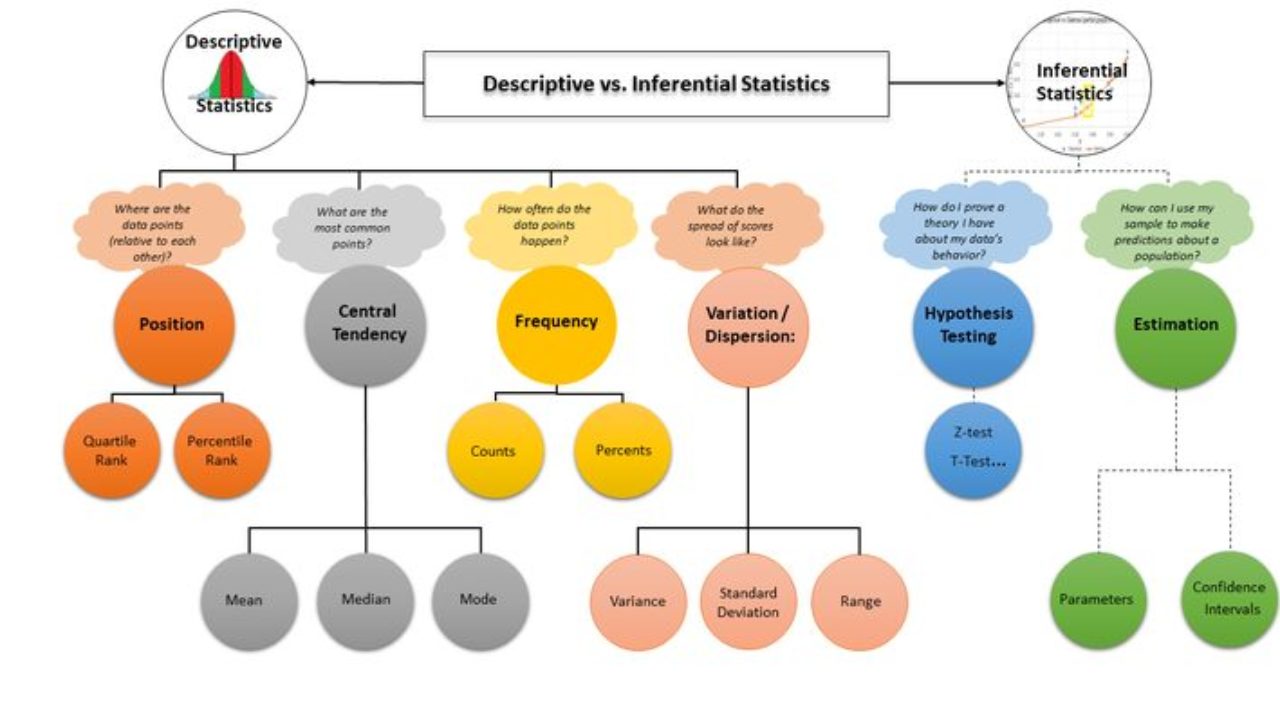 Descriptive
Statistics
Descriptive vs. Inferential Statistics
Inferential
Statistics
Where are the
data points
(relative to each
other)?
What are the
most common
points?
How often do the
data points
happen?
What do the
spread of scores
look like?
How do I prove a
theory I have
about my data's
behavior?
How can I use my
sample to make
predictions about a
population?
Position
Central
Tendency
Frequency
Variation /
Dispersion:
Hypothesis
Testing
Estimation
Quartile
Rank
Percentile
Rank
Counts
Percents
Z-test
T-Test...
Mean
Median
Mode
Variance
Standard
Deviation
Range
Parameters
Confidence
Intervals